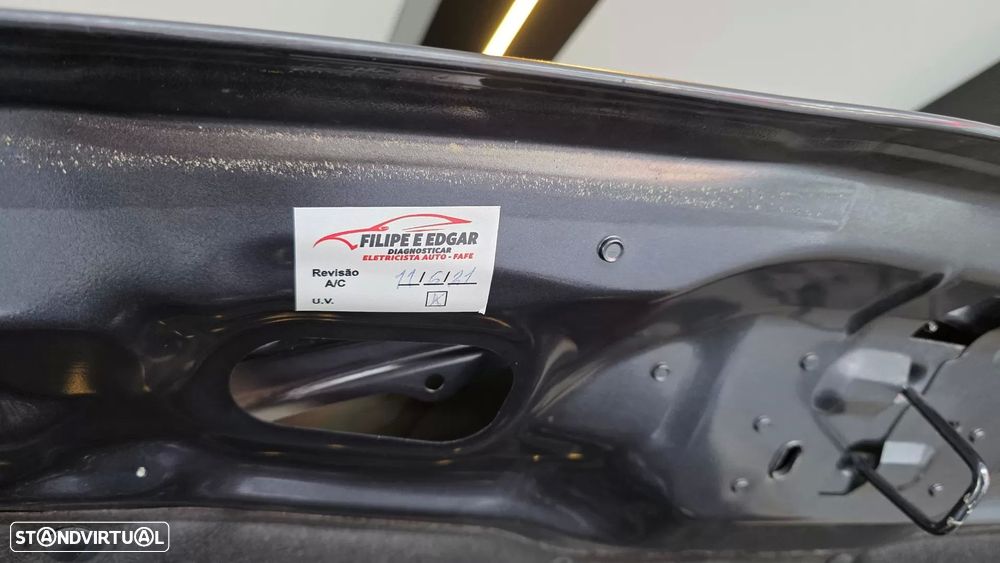 FILIPE E EDGAR
DIAGNOSTICAR
ELETRICISTA AUTO - FAFE
Revisão 11/6/21
A/C
U.V. X
STANDVIRTUAL